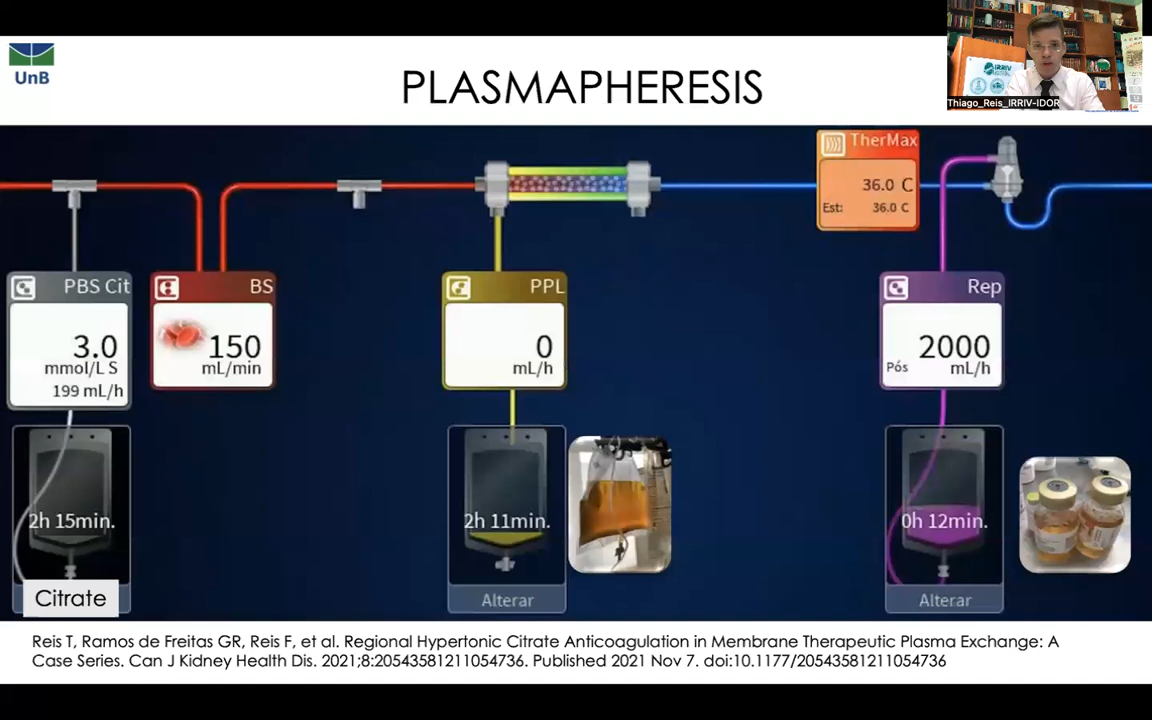 UnB
PLASMAPHERESIS
IRRIV
Thiago_Reis_IRRIV-IDOR
TherMax
36.0 C
Est: 36.0 C
PBS Cit
3.0
mmol/L S
199 mL/h
BS
150
mL/min
PPL
0
mL/h
Rep
2000
Pós mL/h
2h 15min.
2h 11min.
0h 12min.
Citrate
Alterar
Alterar
Reis T, Ramos de Freitas GR, Reis F, et al. Regional Hypertonic Citrate Anticoagulation in Membrane Therapeutic Plasma Exchange: A
Case Series. Can J Kidney Health Dis. 2021;8:20543581211054736. Published 2021 Nov 7. doi:10.1177/20543581211054736